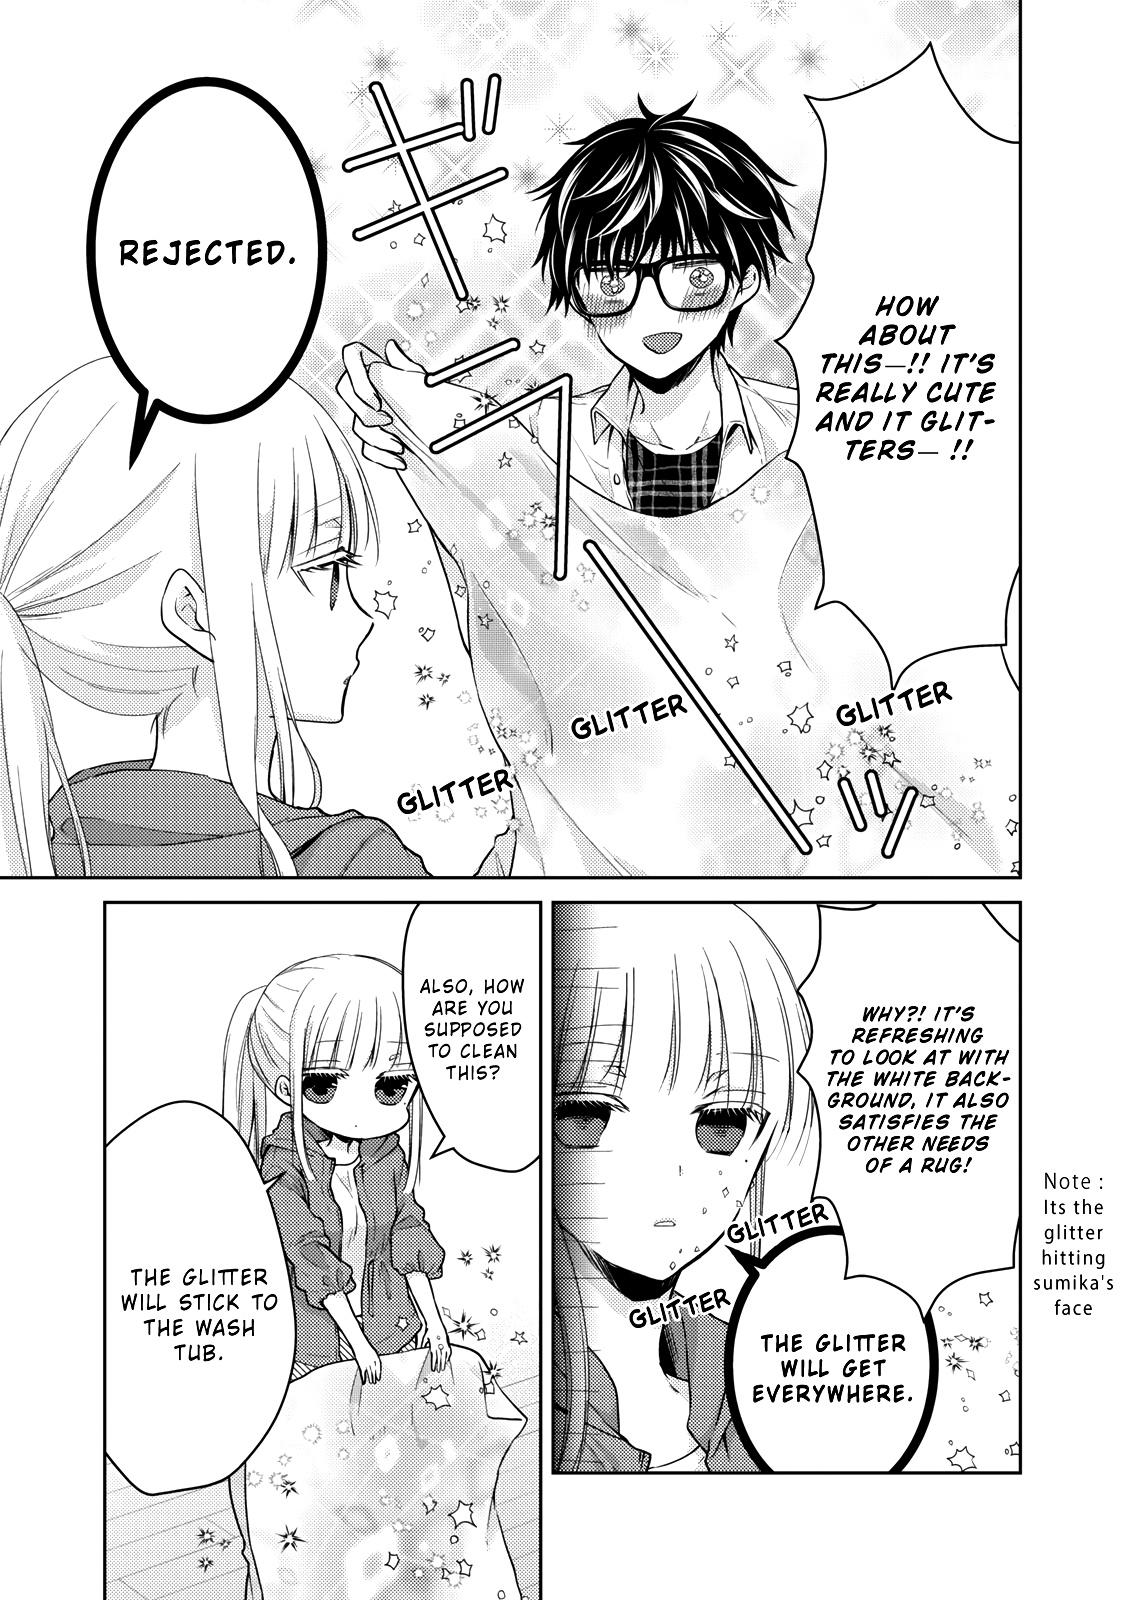 HOW
ABOUT
THIS—!! IT'S
REALLY CUTE
AND IT GLIT-
TERS— !!
ギ
ラッ
GLITTER
GLITTER
GLITTER
REJECTED.
WHY?! IT'S
REFRESHING
TO LOOK AT WITH
THE WHITE BACK-
GROUND, IT ALSO
SATISFIES THE
OTHER NEEDS
OF A RUG!
GLITTER
GLITTER
THE GLITTER
WILL GET
EVERYWHERE.
Note :
Its the
glitter
hitting
sumika's
face
ALSO, HOW
ARE YOU
SUPPOSED
TO CLEAN
THIS?
THE GLITTER
WILL STICK TO
THE WASH
TUB.